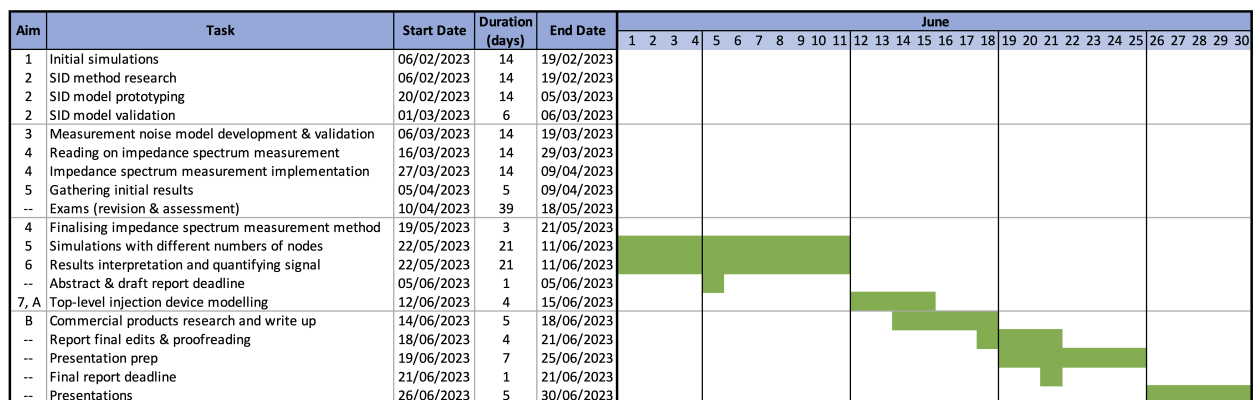 Aim Task Start Date Duration (days) End Date June
1 2 3 4 5 6 7 8 9 10 11 12 13 14 15 16 17 18 19 20 21 22 23 24 25 26 27 28 29 30
1 Initial simulations 06/02/2023 14 19/02/2023
2 SID method research 06/02/2023 14 19/02/2023
2 SID model prototyping 20/02/2023 14 05/03/2023
2 SID model validation 01/03/2023 6 06/03/2023
3 Measurement noise model development & validation 06/03/2023 14 19/03/2023
4 Reading on impedance spectrum measurement 16/03/2023 14 29/03/2023
4 Impedance spectrum measurement implementation 27/03/2023 14 09/04/2023
5 Gathering initial results 05/04/2023 5 09/04/2023
-- Exams (revision & assessment) 10/04/2023 39 18/05/2023
4 Finalising impedance spectrum measurement method 19/05/2023 3 21/05/2023
5 Simulations with different numbers of nodes 22/05/2023 21 11/06/2023
6 Results interpretation and quantifying signal 22/05/2023 21 11/06/2023
-- Abstract & draft report deadline 05/06/2023 1 05/06/2023
7, A Top-level injection device modelling 12/06/2023 4 15/06/2023
B Commercial products research and write up 14/06/2023 5 18/06/2023
-- Report final edits & proofreading 18/06/2023 4 21/06/2023
-- Presentation prep 19/06/2023 7 25/06/2023
-- Final report deadline 21/06/2023 1 21/06/2023
-- Presentations 26/06/2023 5 30/06/2023